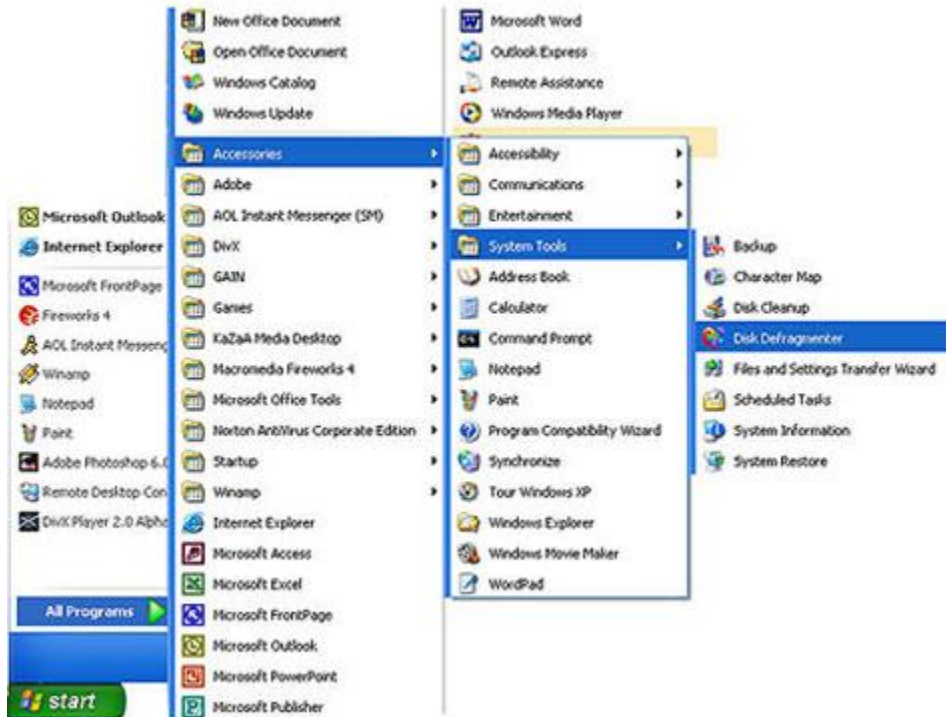 Microsoft Outlook
Internet Explorer
Microsoft FrontPage
Fireworks 4
AOL Instant Messeng
Winamp
Notepad
Paint
Adobe Photoshop 6.0
Remote Desktop Con
DivX Player 2.0 Alpha
All Programs
start
New Office Document
Open Office Document
Windows Catalog
Windows Update
Accessories
Adobe
AOL Instant Messenger (SM)
DivX
GAIN
Games
KaZaA Media Desktop
Macromedia Fireworks 4
Microsoft Office Tools
Norton AntiVirus Corporate Edition
Startup
Winamp
Internet Explorer
Microsoft Access
Microsoft Excel
Microsoft FrontPage
Microsoft Outlook
Microsoft PowerPoint
Microsoft Publisher
Microsoft Word
Outlook Express
Remote Assistance
Windows Media Player
Accessibility
Communications
Entertainment
System Tools
Address Book
Calculator
Command Prompt
Notepad
Paint
Program Compatibility Wizard
Synchronize
Tour Windows XP
Windows Explorer
Windows Movie Maker
WordPad
Backup
Character Map
Disk Cleanup
Disk Defragmenter
Files and Settings Transfer Wizard
Scheduled Tasks
System Information
System Restore